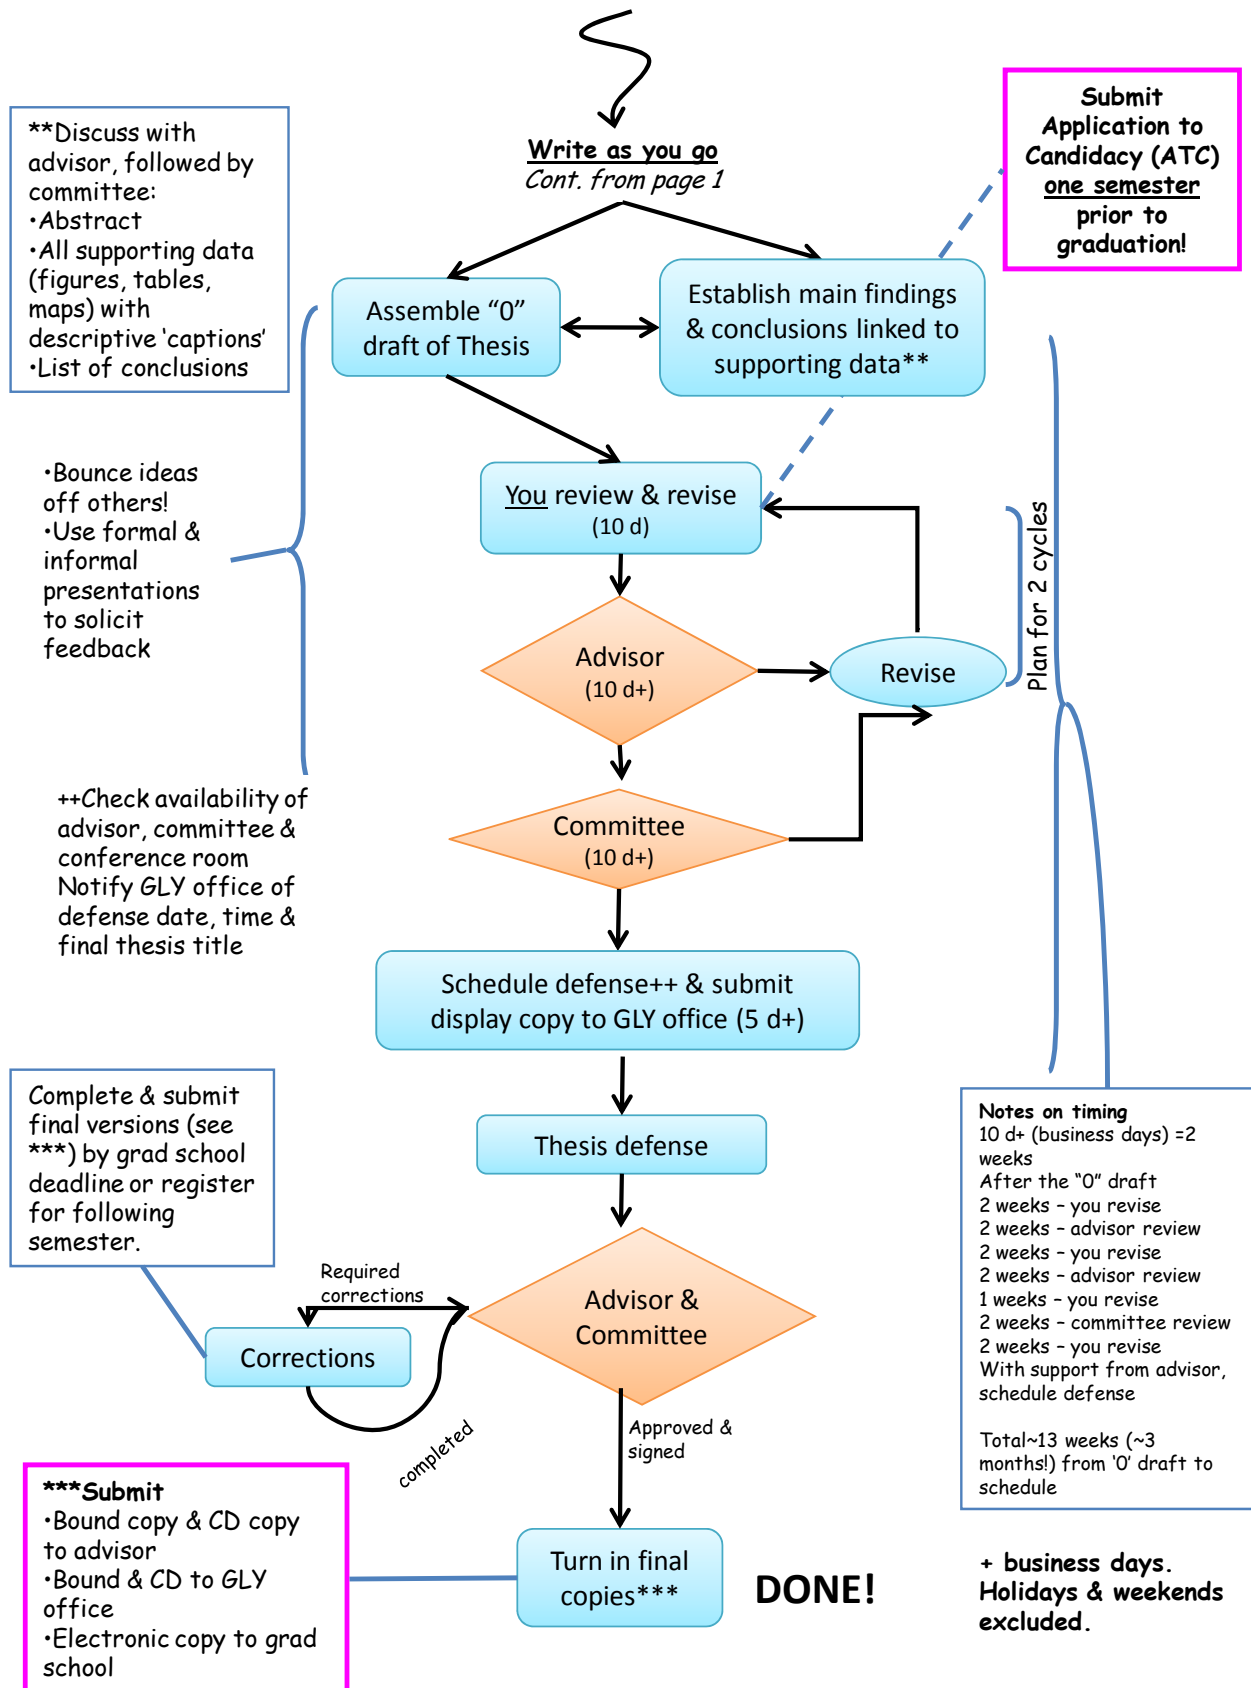 Write as you go
Cont. from page 1
Submit
Application to
Candidacy (ATC)
one semester
prior to
graduation!
**Discuss with
advisor, followed by
committee:
•Abstract
•All supporting data
(figures, tables,
maps) with
descriptive ‘captions’
•List of conclusions
Assemble “0”
draft of Thesis
Establish main findings
& conclusions linked to
supporting data**
•Bounce ideas
off others!
•Use formal &
informal
presentations
to solicit
feedback
You review & revise
(10 d)
Plan for 2 cycles
Advisor
(10 d+)
Revise
++Check availability of
advisor, committee &
conference room
Notify GLY office of
defense date, time &
final thesis title
Committee
(10 d+)
Schedule defense++ & submit
display copy to GLY office (5 d+)
Complete & submit
final versions (see
***) by grad school
deadline or register
for following
semester.
Thesis defense
Notes on timing
10 d+ (business days) =2
weeks
After the “0” draft
2 weeks – you revise
2 weeks – advisor review
2 weeks – you revise
2 weeks – advisor review
1 weeks – you revise
2 weeks – committee review
2 weeks – you revise
With support from advisor,
schedule defense
Total~13 weeks (~3
months!) from ‘0’ draft to
schedule
Required
corrections
Advisor &
Committee
Corrections
completed
Approved &
signed
***Submit
•Bound copy & CD copy
to advisor
•Bound & CD to GLY
office
•Electronic copy to grad
school
Turn in final
copies***
DONE!
+ business days.
Holidays & weekends
excluded.